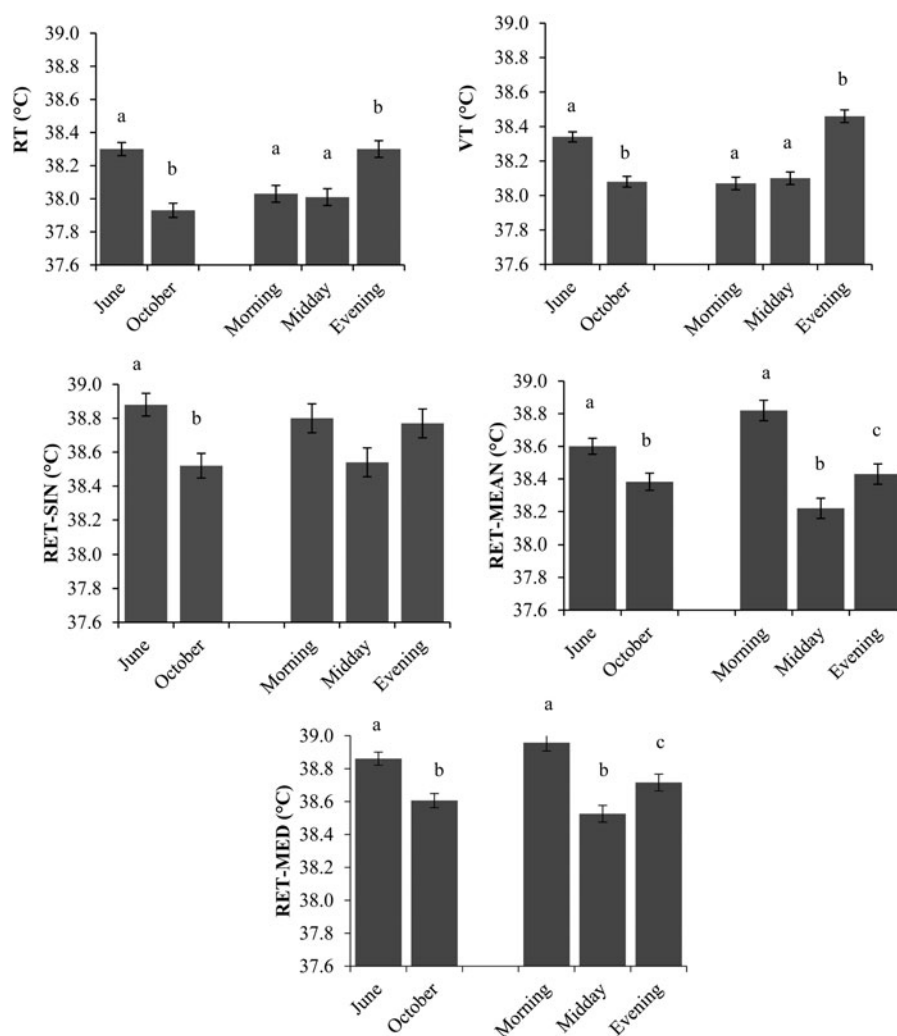 RT (°C)
39.0
38.8
38.6
38.4
38.2
38.0
37.8
37.6
a
b
a
a
b
June
October
Morning
Midday
Evening
VT (°C)
39.0
38.8
38.6
38.4
38.2
38.0
37.8
37.6
a
b
a
a
b
June
October
Morning
Midday
Evening
RET-SIN (°C)
39.0
38.8
38.6
38.4
38.2
38.0
37.8
37.6
a
b
June
October
Morning
Midday
Evening
RET-MEAN (°C)
39.0
38.8
38.6
38.4
38.2
38.0
37.8
37.6
a
b
a
b
c
June
October
Morning
Midday
Evening
RET-MED (°C)
39.0
38.8
38.6
38.4
38.2
38.0
37.8
37.6
a
b
a
b
c
June
October
Morning
Midday
Evening